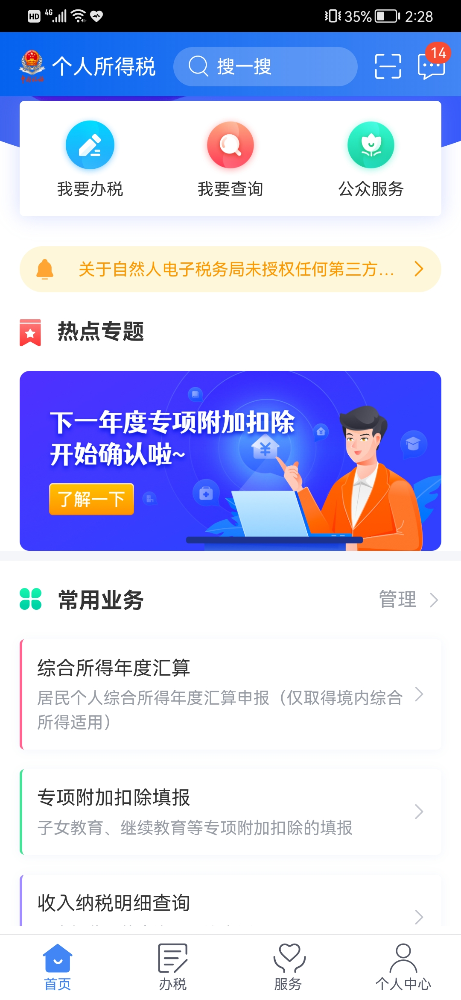 HD 4G 35% 2:28
个人所得税 搜一搜 14
我要办税 我要查询 公众服务
关于自然人电子税务局未授权任何第三方...
热点专题
下一年度专项附加扣除
开始确认啦~
了解一下
常用业务 管理
综合所得年度汇算
居民个人综合所得年度汇算申报（仅取得境内综合
所得适用）
专项附加扣除填报
子女教育、继续教育等专项附加扣除的填报
收入纳税明细查询
首页 办税 服务 个人中心